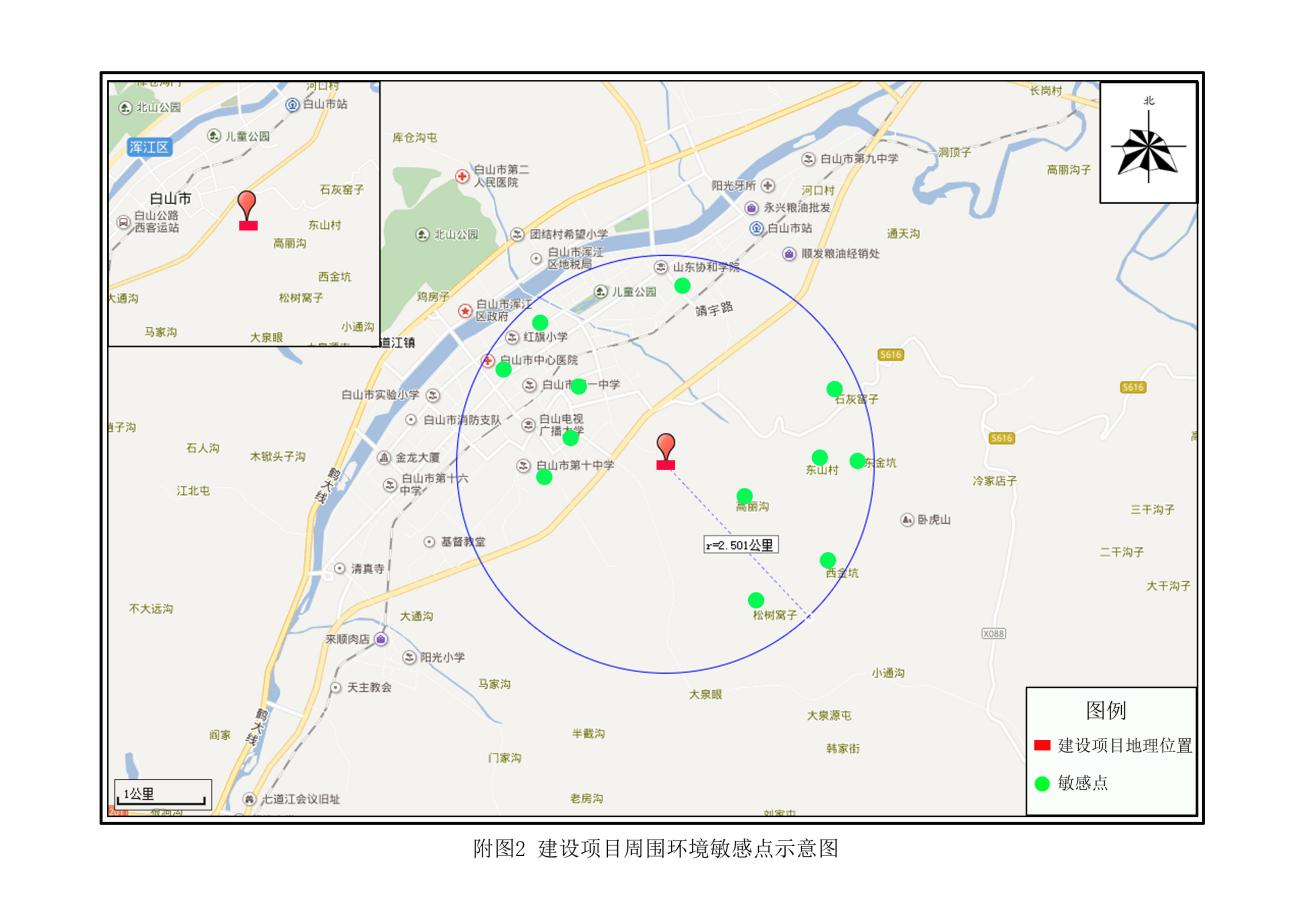 河口村
北山公园
白山市站
儿童公园
浑江区
白山市
石灰窑子
白山公路
西客运站
东山村
高丽沟
西金坑
大通沟
松树窝子
马家沟
大泉眼
小通沟
长岗村
北
库仓沟屯
白山市第二
人民医院
白山市第九中学
洞顶子
高丽沟子
阳光牙所
河口村
永兴粮油批发
白山市站
通天沟
顺发粮油经销处
北山公园
团结村希望小学
白山市浑江
区地税局
山东协和学院
儿童公园
鸡房子
白山市浑江
区政府
靖宇路
红旗小学
道江镇
白山市中心医院
S616
白山市实验小学
白山市 一中学
石灰窑子
S616
白山市消防支队
白山电视
广播大学
S616
石人沟
木锨头子沟
金龙大厦
白山市第十中学
东山村
东金坑
白山市第十六
中学
鹤大线
江北屯
冷家店子
高丽沟
三干沟子
卧虎山
基督教堂
r=2.501公里
二干沟子
清真寺
西金坑
大干沟子
不大远沟
大通沟
松树窝子
来顺肉店
X088
阳光小学
小通沟
马家沟
天主教会
大泉眼
大泉源屯
鹤大线
阎家
半截沟
韩家街
门家沟
图例
建设项目地理位置
敏感点
1公里
七道江会议旧址
老房沟
附图2 建设项目周围环境敏感点示意图